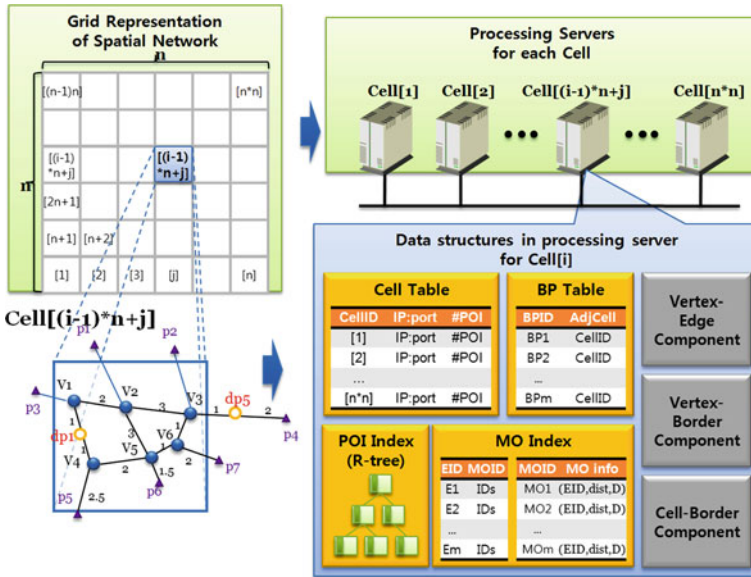 Grid Representation
of Spatial Network
n
[(n-1)n]
[n*n]
[(i-1)
*n+j]
[(i-1)
*n+j]
n
[2n+1]
[n+1]
[n+2]
[1]
[2]
[3]
[j]
[n]
Processing Servers
for each Cell
Cell[1]
Cell[2]
Cell[(i-1)*n+j]
Cell[n*n]
Cell[(i-1)*n+j]
p1
p2
V1
2
V2
V3
dp5
p3
3
1
2
1
p4
dp1
3
1
V6
1
V5
1
V4
2
2
p7
1.5
p6
2.5
p5
Data structures in processing server
for Cell[i]
Cell Table
CellID IP:port #POI
[1] IP:port #POI
[2] IP:port #POI
...
[n*n] IP:port #POI
BP Table
BPID AdjCell
BP1 CellID
BP2 CellID
...
BPm CellID
Vertex-
Edge
Component
POI Index
(R-tree)
MO Index
EID MOID
E1 IDs
E2 IDs
...
Em IDs
MOID MO info
MO1 (EID,dist,D)
MO2 (EID,dist,D)
...
MOm (EID,dist,D)
Vertex-
Border
Component
Cell-Border
Component